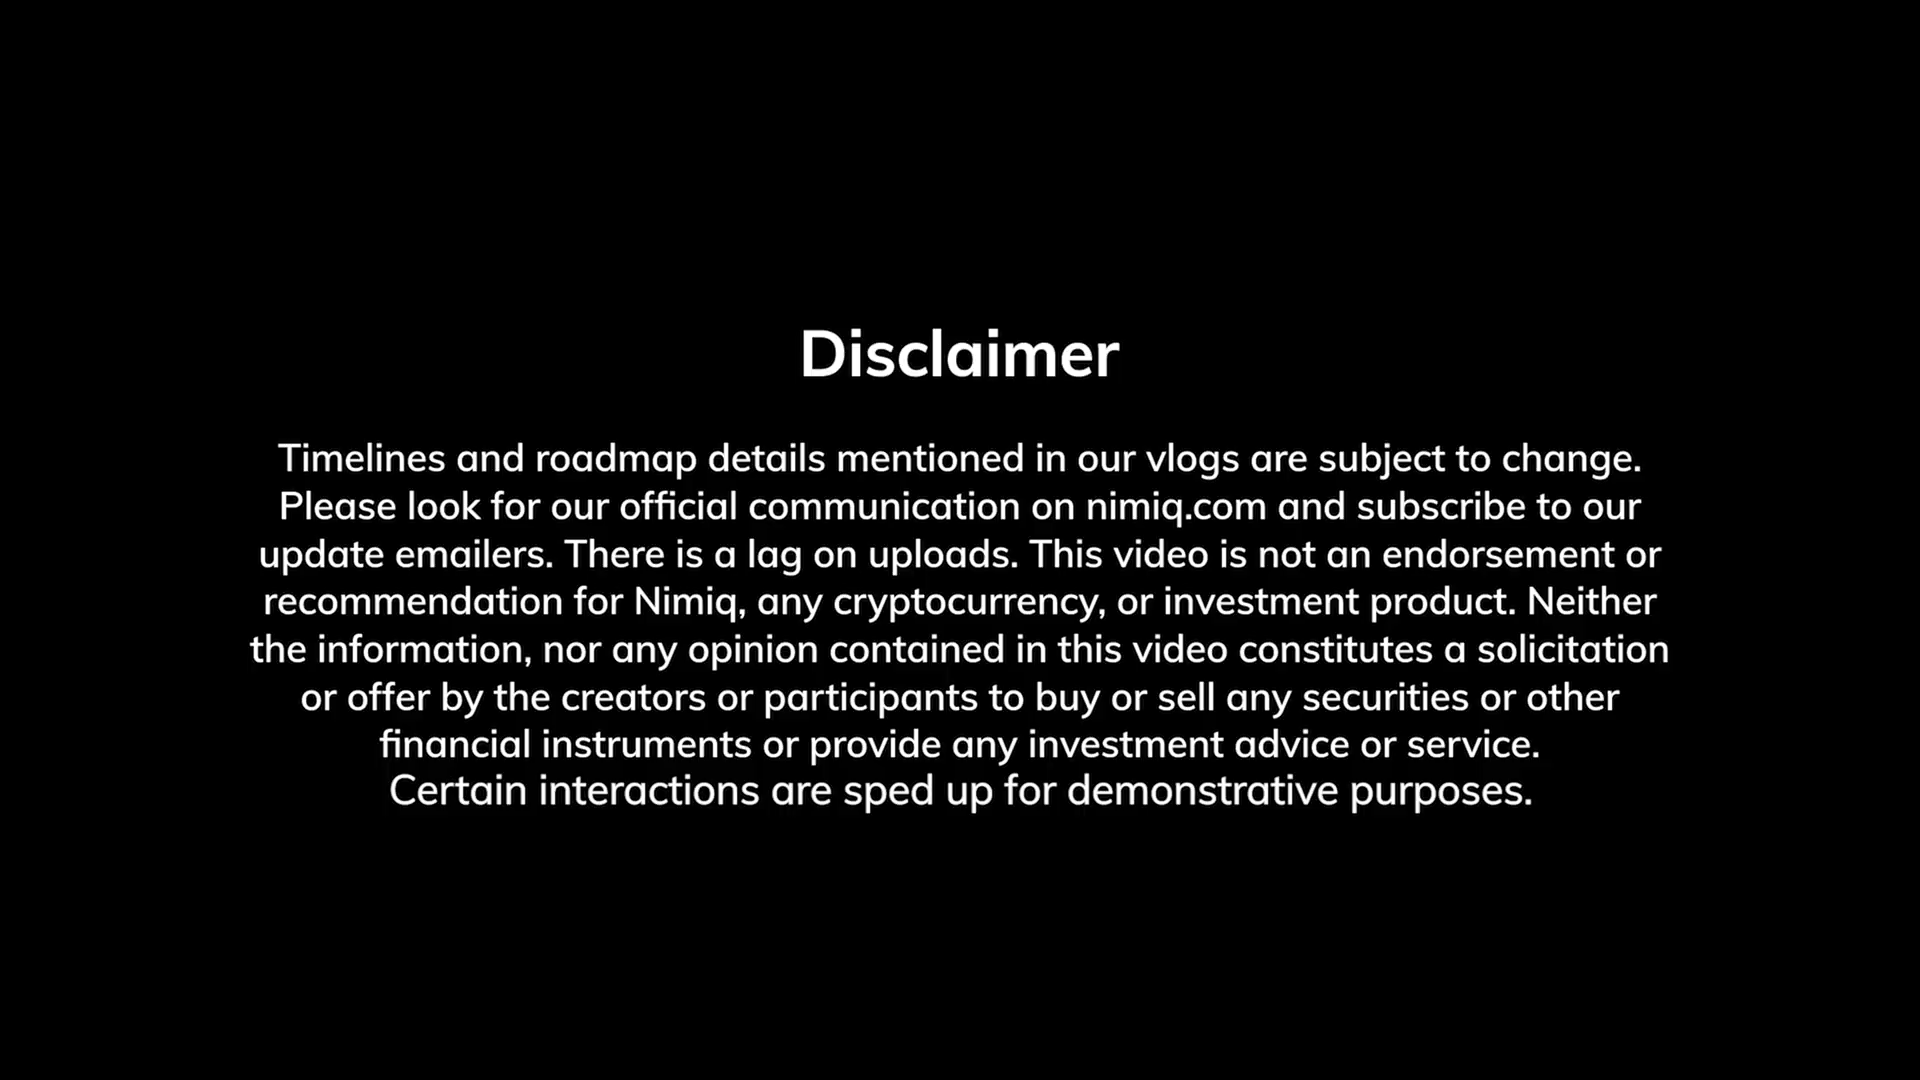 Disclaimer
Timelines and roadmap details mentioned in our vlogs are subject to change.
Please look for our official communication on nimiq.com and subscribe to our
update emailers. There is a lag on uploads. This video is not an endorsement or
recommendation for Nimiq, any cryptocurrency, or investment product. Neither
the information, nor any opinion contained in this video constitutes a solicitation
or offer by the creators or participants to buy or sell any securities or other
financial instruments or provide any investment advice or service.
Certain interactions are sped up for demonstrative purposes.